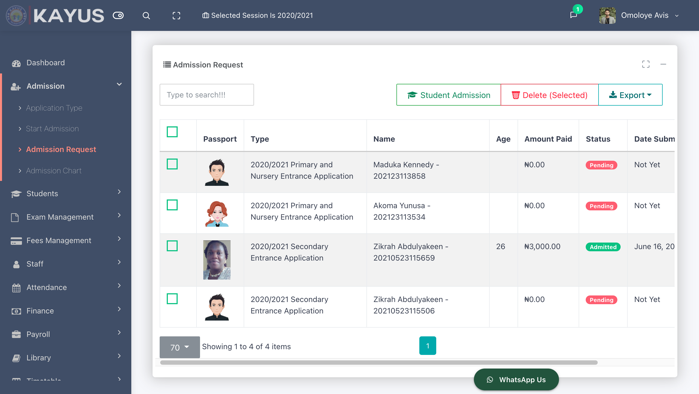 KAYUS
Selected Session Is 2020/2021
1
Omoloye Avis
Dashboard
Admission
Application Type
Start Admission
Admission Request
Admission Chart
Students
Exam Management
Fees Management
Staff
Attendance
Finance
Payroll
Library
Timetable
Admission Request
Type to search!!!
Student Admission
Delete (Selected)
Export
Passport Type Name Age Amount Paid Status Date Subm
2020/2021 Primary and Maduka Kennedy - ₦0.00 Pending Not Yet
Nursery Entrance Application 202123113858
2020/2021 Primary and Akoma Yunusa - ₦0.00 Pending Not Yet
Nursery Entrance Application 202123113534
2020/2021 Secondary Zikrah Abdulyakeen - 26 ₦3,000.00 Admitted June 16, 20
Entrance Application 20210523115659
2020/2021 Secondary Zikrah Abdulyakeen - ₦0.00 Pending Not Yet
Entrance Application 20210523115506
70 Showing 1 to 4 of 4 items 1
WhatsApp Us